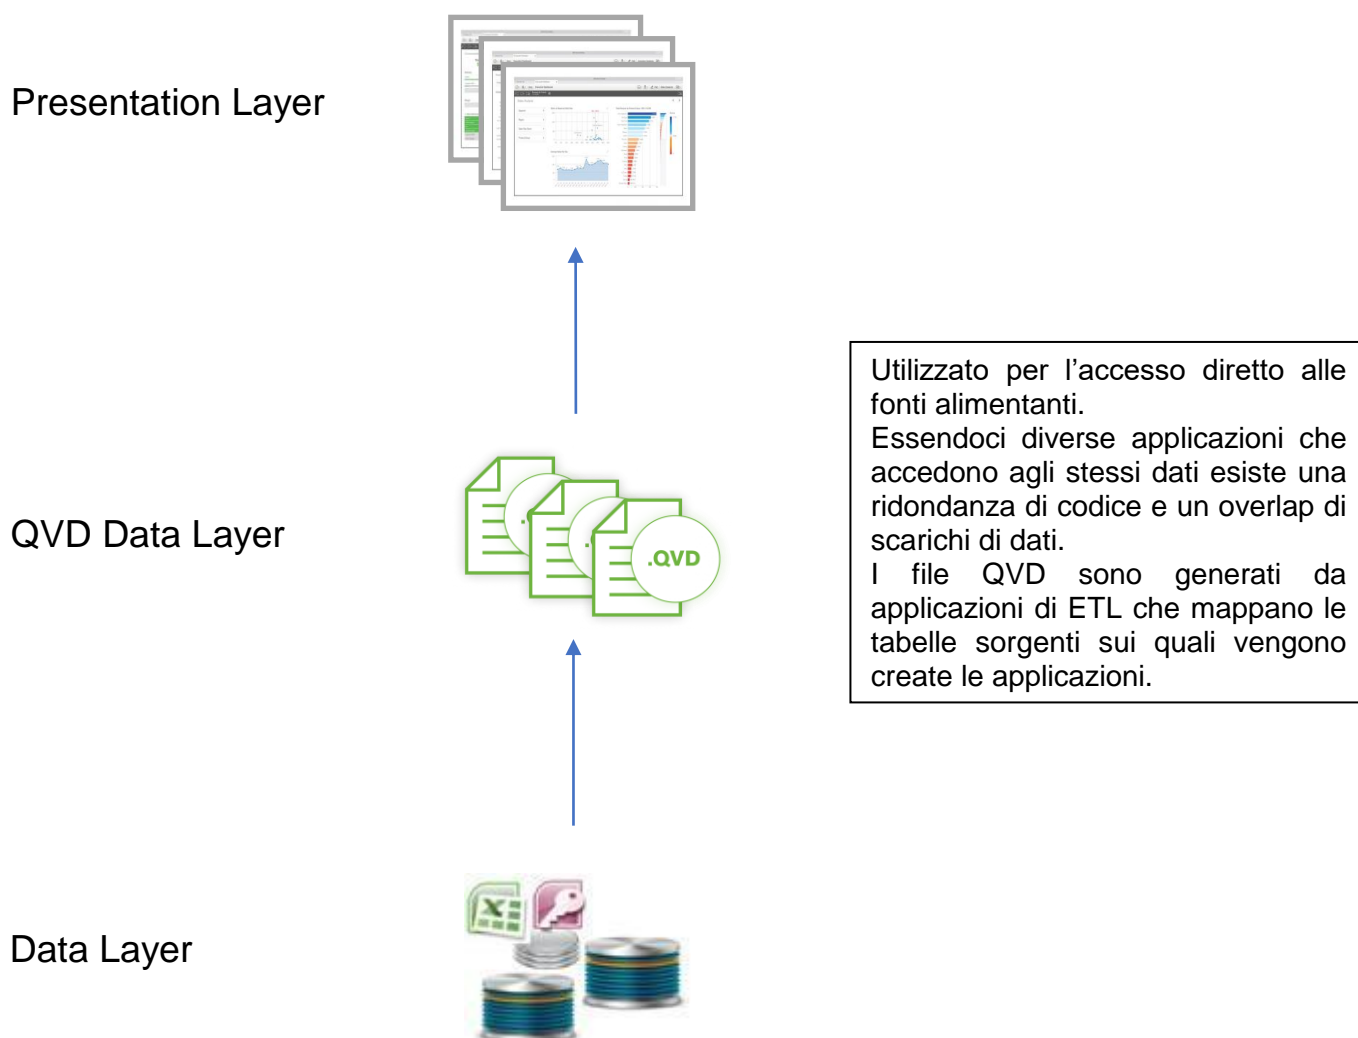 Presentation Layer
QVD Data Layer
.QVD
Utilizzato per l’accesso diretto alle
fonti alimentanti.
Essendoci diverse applicazioni che
accedono agli stessi dati esiste una
ridondanza di codice e un overlap di
scarichi di dati.
I file QVD sono generati da
applicazioni di ETL che mappano le
tabelle sorgenti sui quali vengono
create le applicazioni.
Data Layer